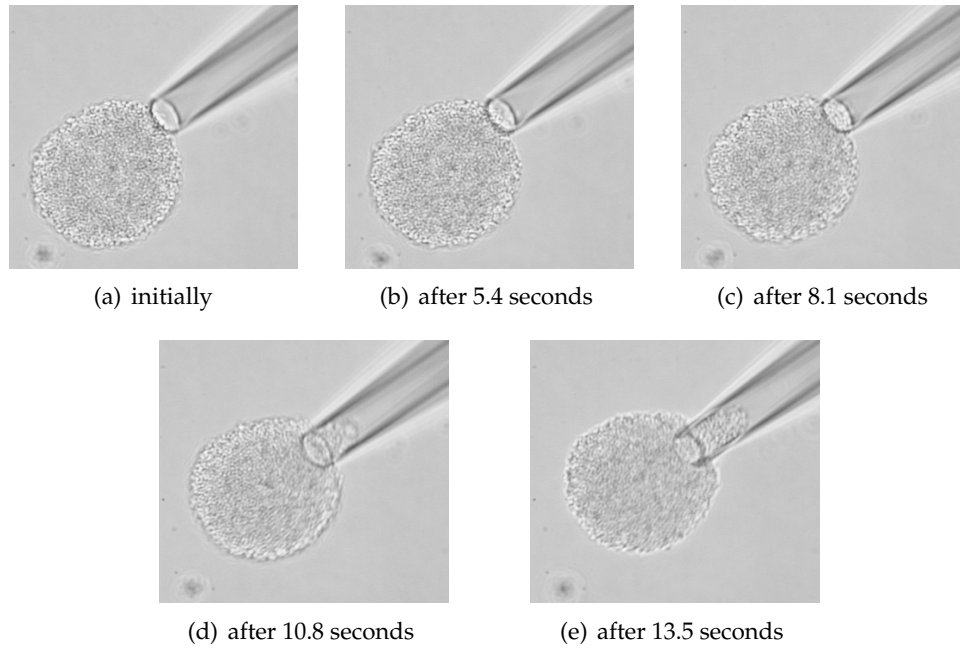 (a) initially
(b) after 5.4 seconds
(c) after 8.1 seconds
(d) after 10.8 seconds
(e) after 13.5 seconds